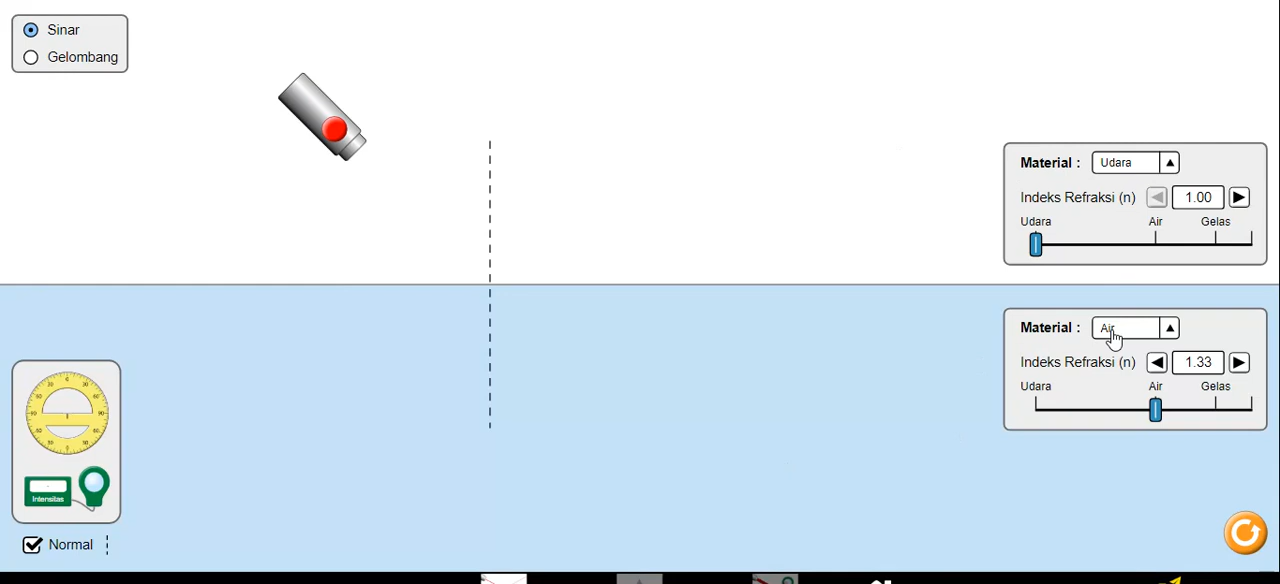 Sinar
Gelombang
Material :
Udara
Indeks Refraksi (n)
1.00
Udara
Air
Gelas
Material :
Air
Indeks Refraksi (n)
1.33
Udara
Air
Gelas
Intensitas
Normal